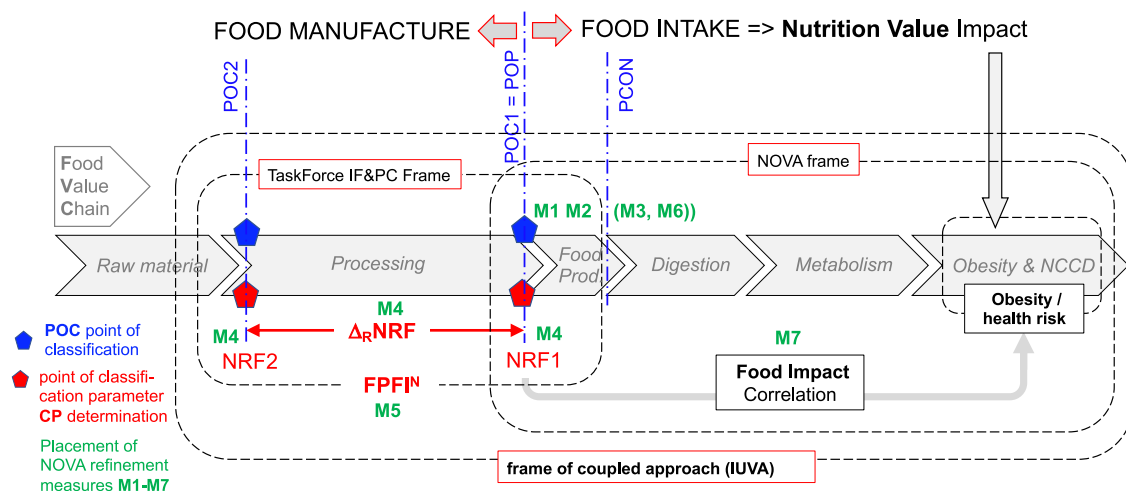 FOOD MANUFACTURE
FOOD INTAKE => Nutrition Value Impact
POC2
POC1 = POP
PCON
Food
Value
Chain
TaskForce IF&PC Frame
NOVA frame
M1 M2
(M3, M6))
Raw material
Processing
Food
Prod.
Digestion
Metabolism
Obesity & NCCD
Obesity /
health risk
M4
M4
ΔRNRF
M4
NRF2
NRF1
M7
POC point of
classification
point of classifi-
cation parameter
CP determination
Placement of
NOVA refinement
measures M1-M7
FPFIᴺ
M5
Food Impact
Correlation
frame of coupled approach (IUVA)